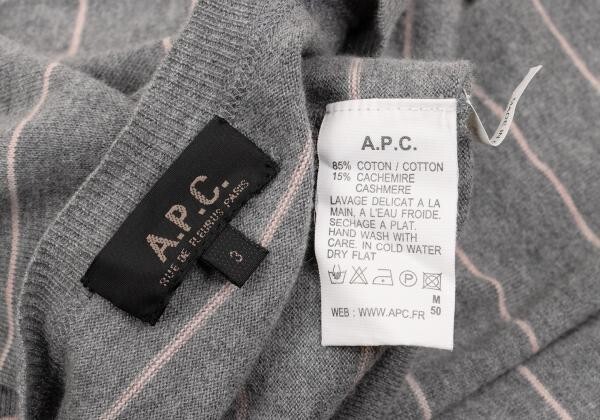 A.P.C.
RUE DE FLEURUS PARIS
3
A.P.C.
85% COTON / COTTON
15% CACHEMIRE
CASHMERE
LAVAGE DELICAT A LA
MAIN, A L'EAU FROIDE.
SECHAGE A PLAT.
HAND WASH WITH
CARE. IN COLD WATER
DRY FLAT
M
50
WEB : WWW.APC.FR